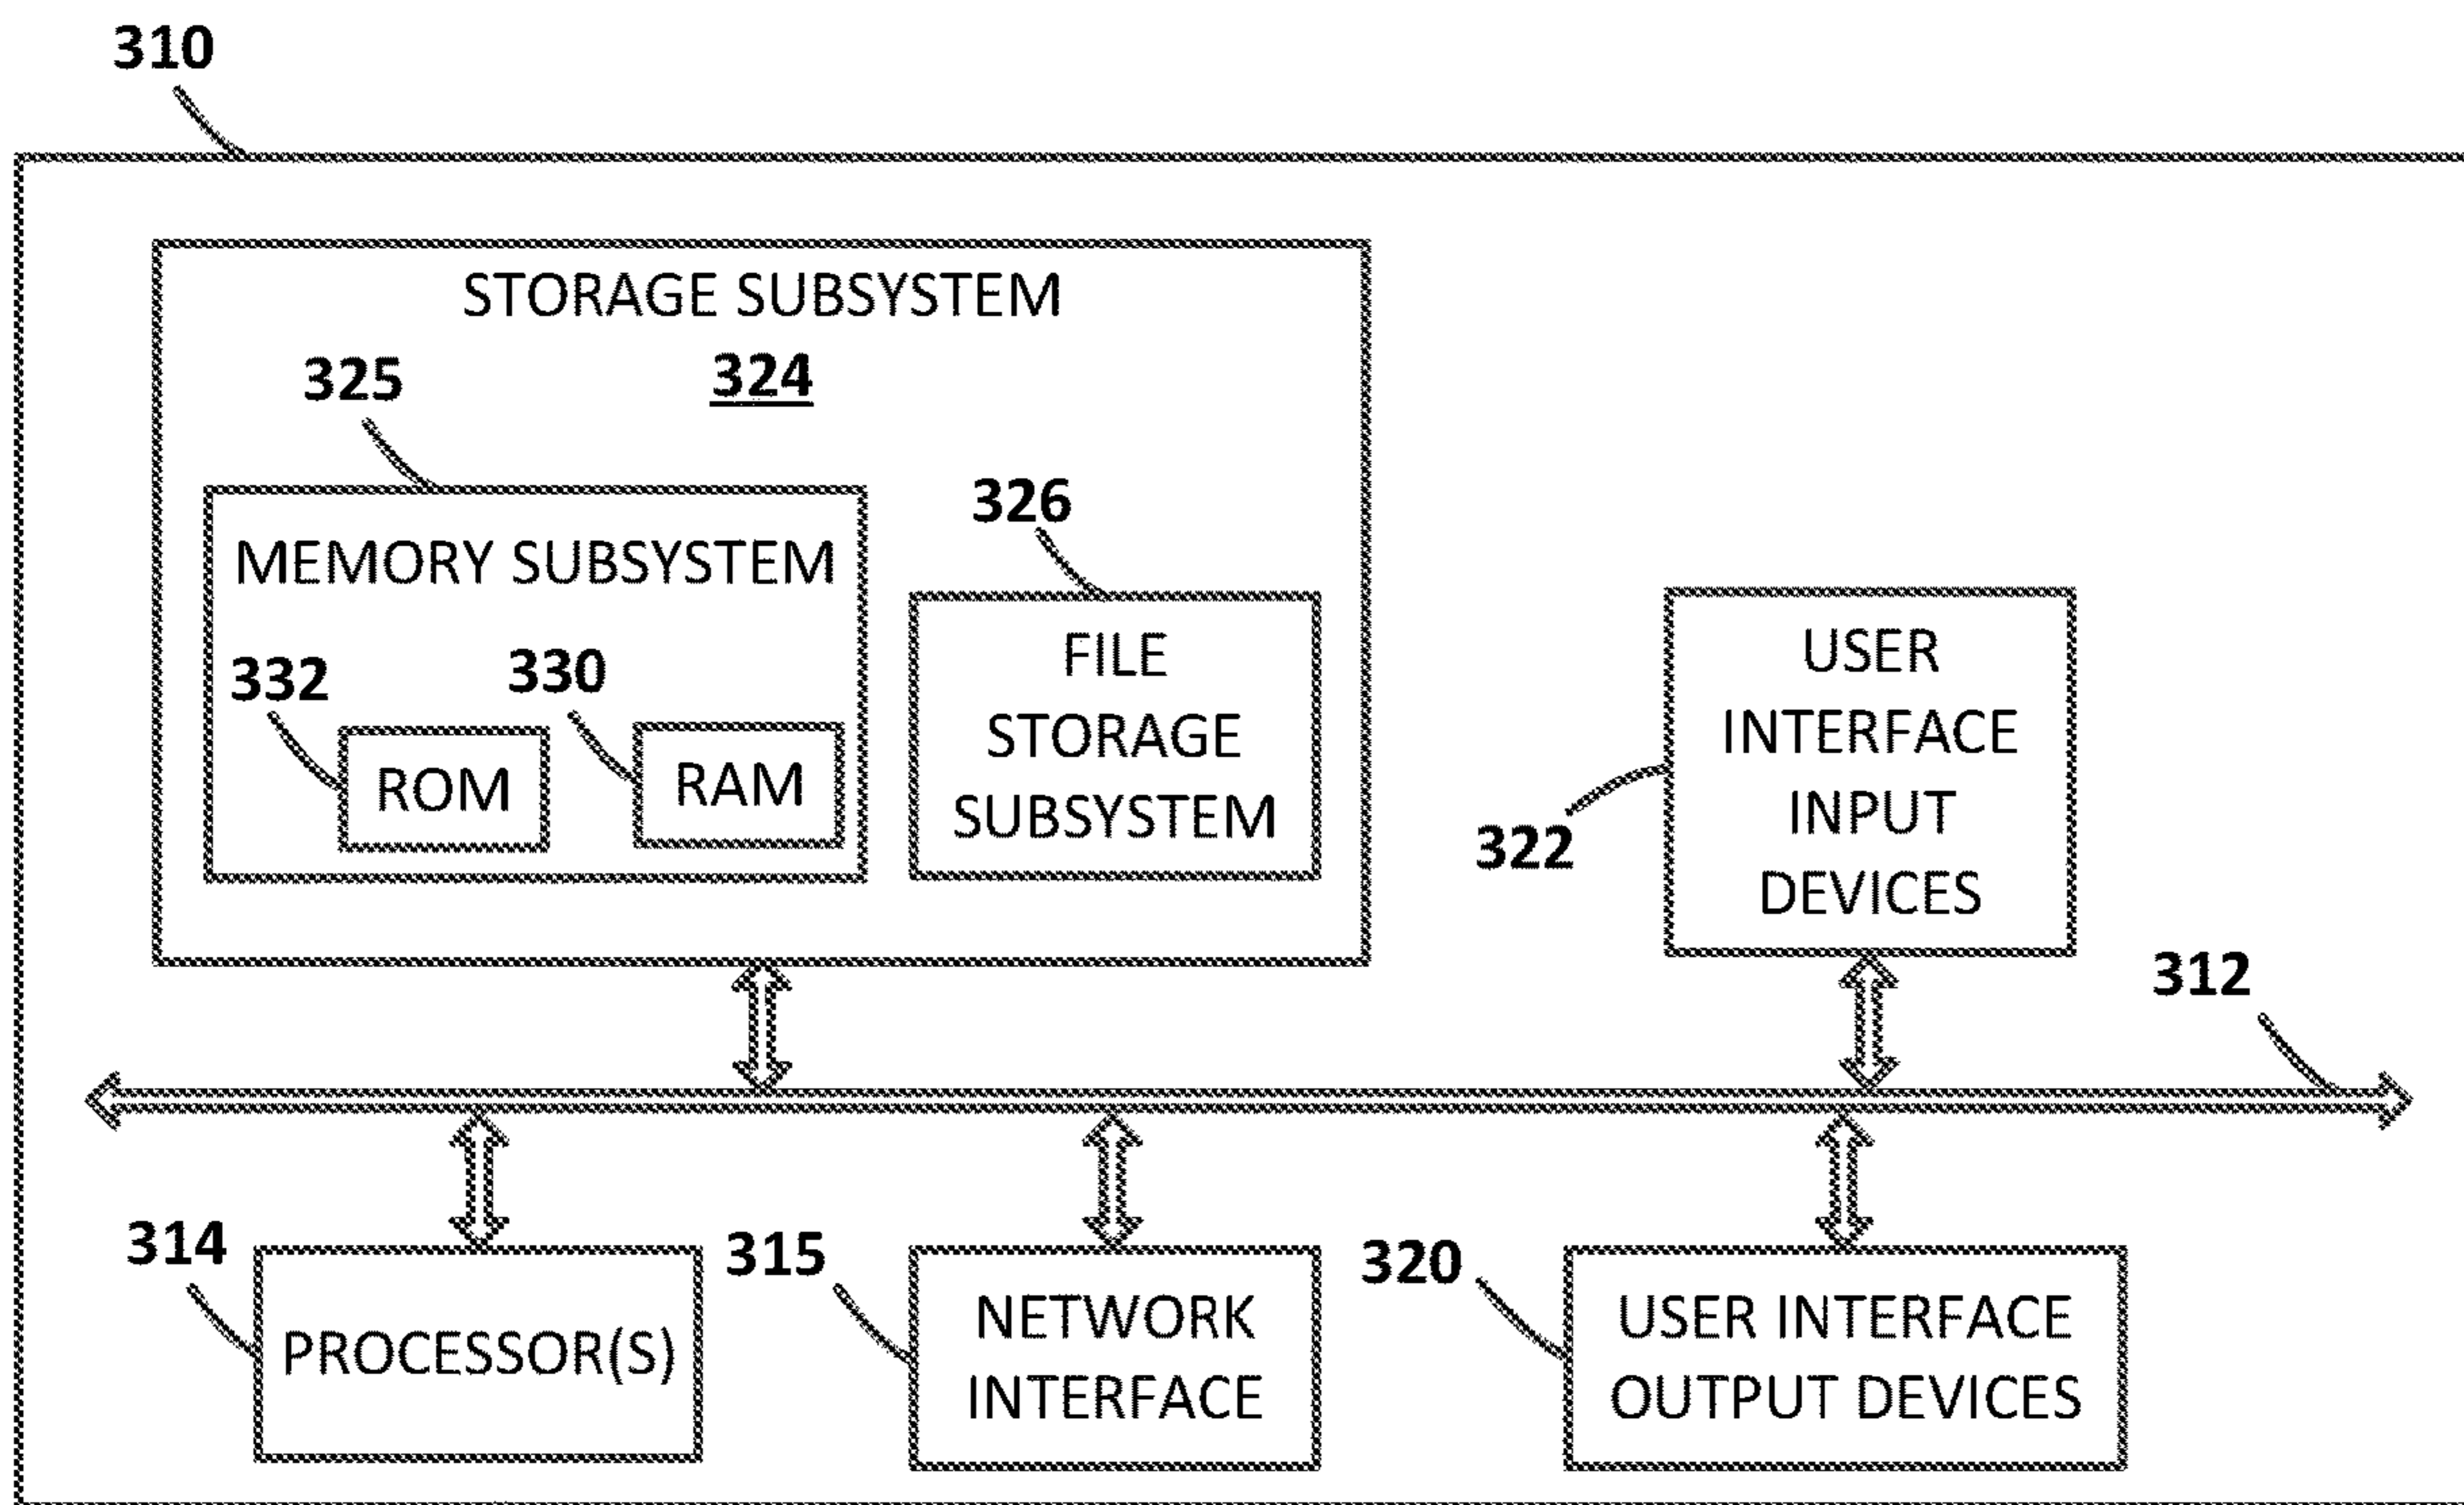 310
STORAGE SUBSYSTEM
324
325
MEMORY SUBSYSTEM
332
ROM
330
RAM
326
FILE
STORAGE
SUBSYSTEM
USER
INTERFACE
INPUT
DEVICES
322
312
314
PROCESSOR(S)
315
NETWORK
INTERFACE
320
USER INTERFACE
OUTPUT DEVICES